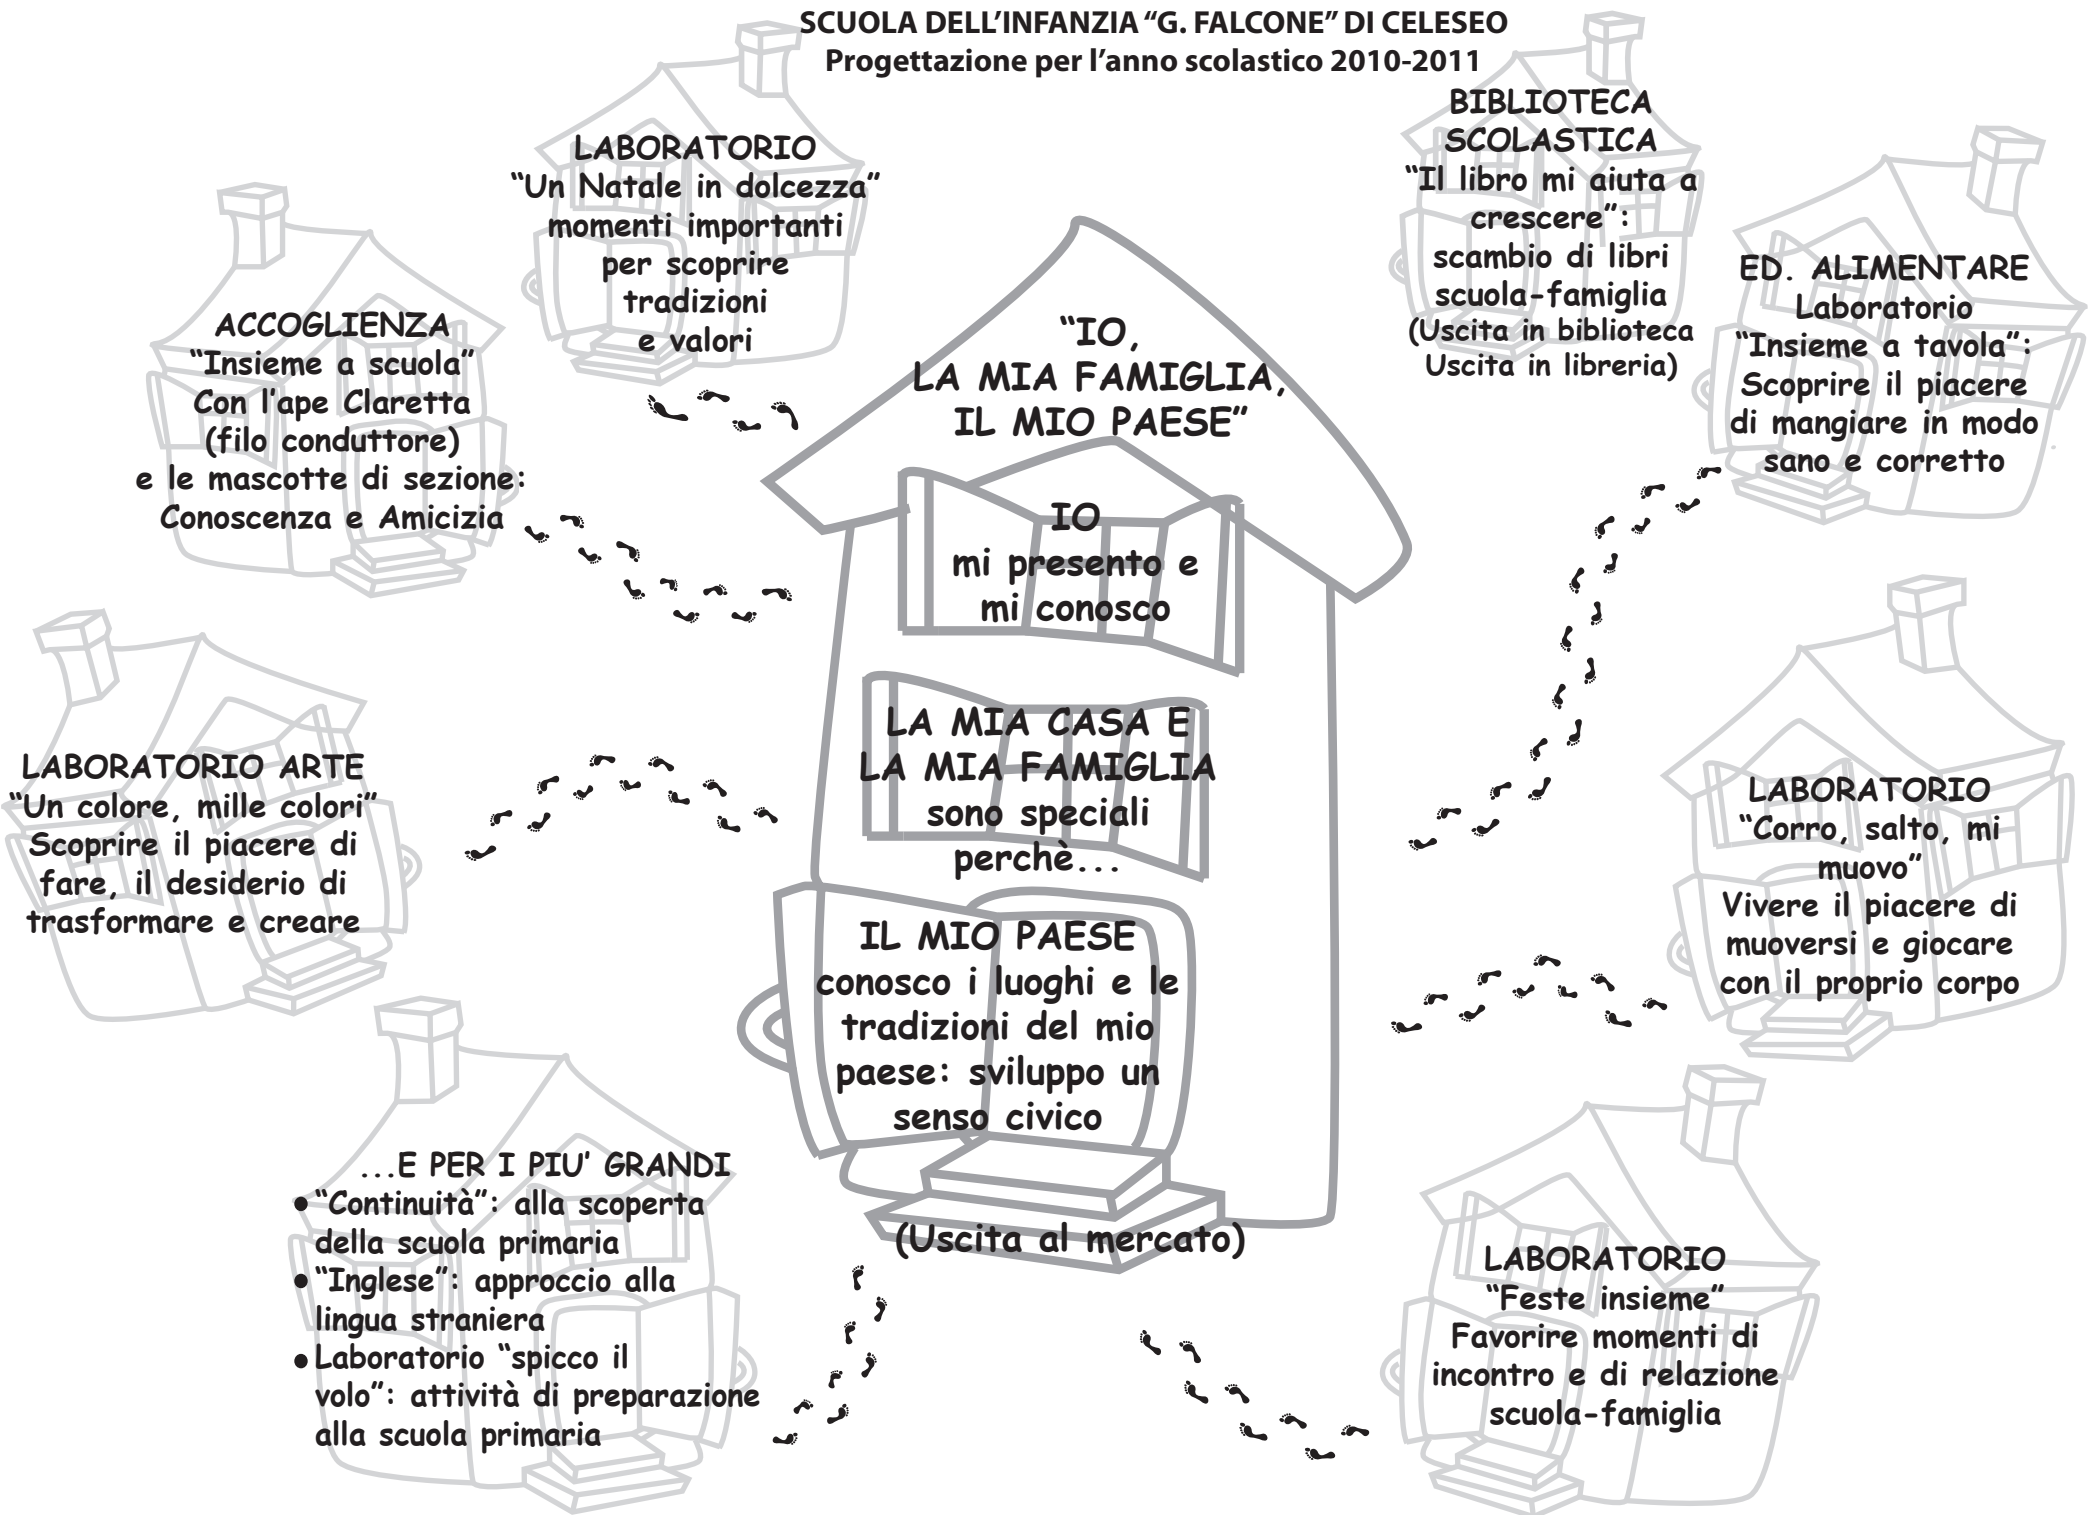 SCUOLA DELL'INFANZIA “G. FALCONE” DI CELESEO
Progettazione per l'anno scolastico 2010-2011
LABORATORIO
“Un Natale in dolcezza”
momenti importanti
per scoprire
tradizioni
e valori
BIBLIOTECA
SCOLASTICA
“Il libro mi aiuta a
crescere”:
scambio di libri
scuola-famiglia
(Uscita in biblioteca
Uscita in libreria)
ED. ALIMENTARE
Laboratorio
“Insieme a tavola”:
Scoprire il piacere
di mangiare in modo
sano e corretto
ACCOGLIENZA
“Insieme a scuola”
Con l'ape Claretta
(filo conduttore)
e le mascotte di sezione:
Conoscenza e Amicizia
“IO,
LA MIA FAMIGLIA,
IL MIO PAESE”
IO
mi presento e
mi conosco
LA MIA CASA E
LA MIA FAMIGLIA
sono speciali
perchè...
IL MIO PAESE
conosco i luoghi e le
tradizioni del mio
paese: sviluppo un
senso civico
(Uscita al mercato)
LABORATORIO ARTE
“Un colore, mille colori”
Scoprire il piacere di
fare, il desiderio di
trasformare e creare
LABORATORIO
“Corro, salto, mi
muovo”
Vivere il piacere di
muoversi e giocare
con il proprio corpo
...E PER I PIU' GRANDI
• “Continuità”: alla scoperta
della scuola primaria
• “Inglese”: approccio alla
lingua straniera
• Laboratorio “spicco il
volo”: attività di preparazione
alla scuola primaria
LABORATORIO
“Feste insieme”
Favorire momenti di
incontro e di relazione
scuola-famiglia